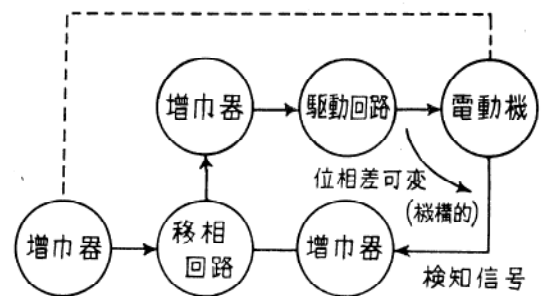 増巾器
駆動回路
電動機
位相差可変
(機構的)
増巾器
移相
回路
増巾器
検知信号